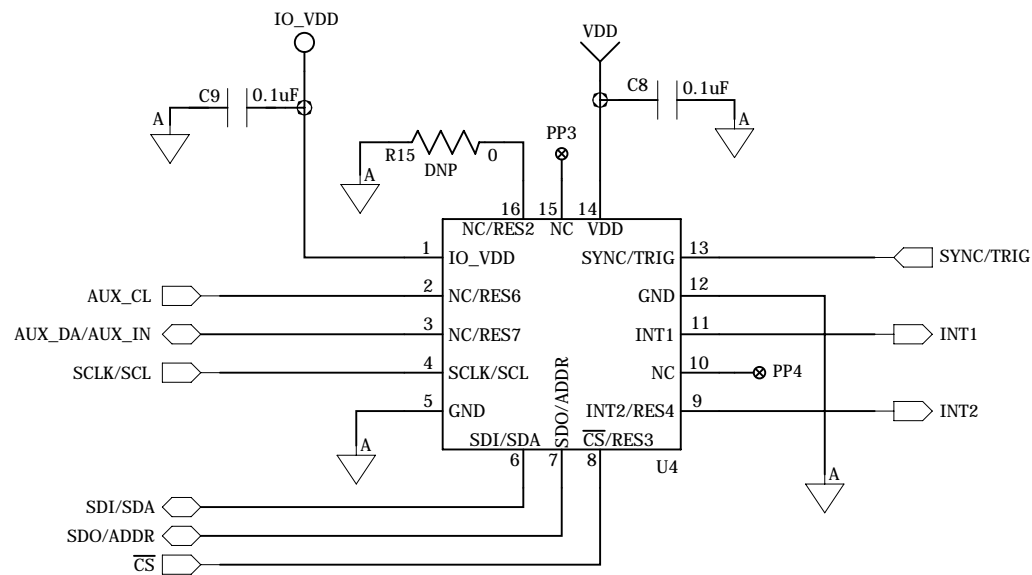 IO_VDD
VDD
C9
0.1uF
C8
0.1uF
A
A
PP3
R15
0
DNP
A
16
15
14
NC/RES2
NC
VDD
1
IO_VDD
SYNC/TRIG
13
SYNC/TRIG
AUX_CL
2
NC/RES6
GND
12
AUX_DA/AUX_IN
3
NC/RES7
INT1
11
INT1
SCLK/SCL
4
SCLK/SCL
NC
10
PP4
5
GND
SDO/ADDR
INT2/RES4
9
INT2
SDI/SDA
CS/RES3
A
6
7
8
U4
A
SDI/SDA
SDO/ADDR
CS